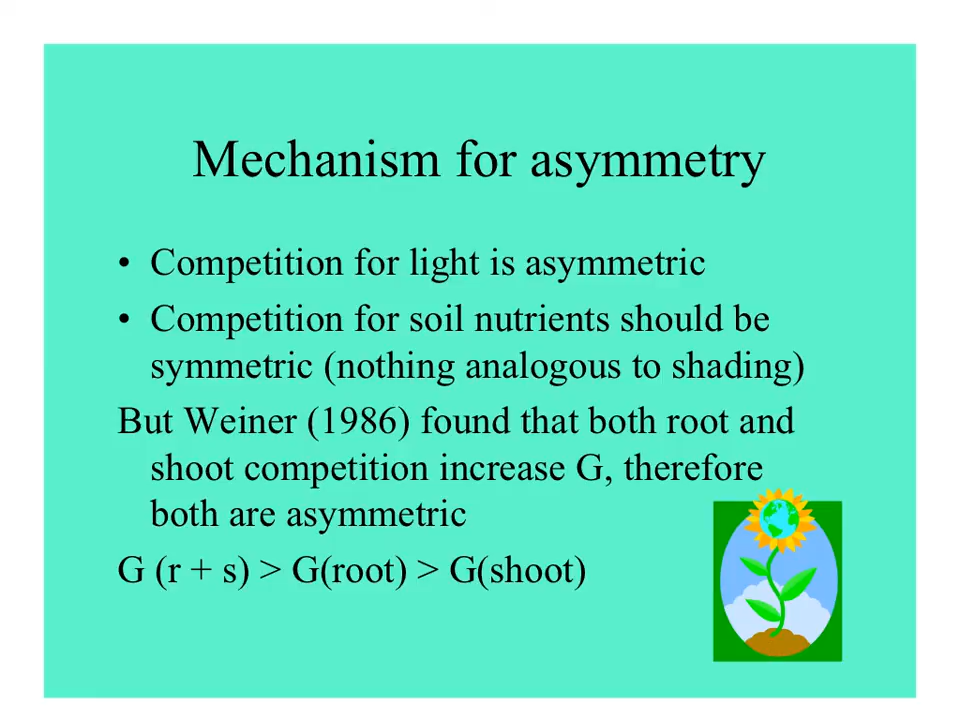 Mechanism for asymmetry
• Competition for light is asymmetric
• Competition for soil nutrients should be
symmetric (nothing analogous to shading)
But Weiner (1986) found that both root and
shoot competition increase G, therefore
both are asymmetric
G (r + s) > G(root) > G(shoot)